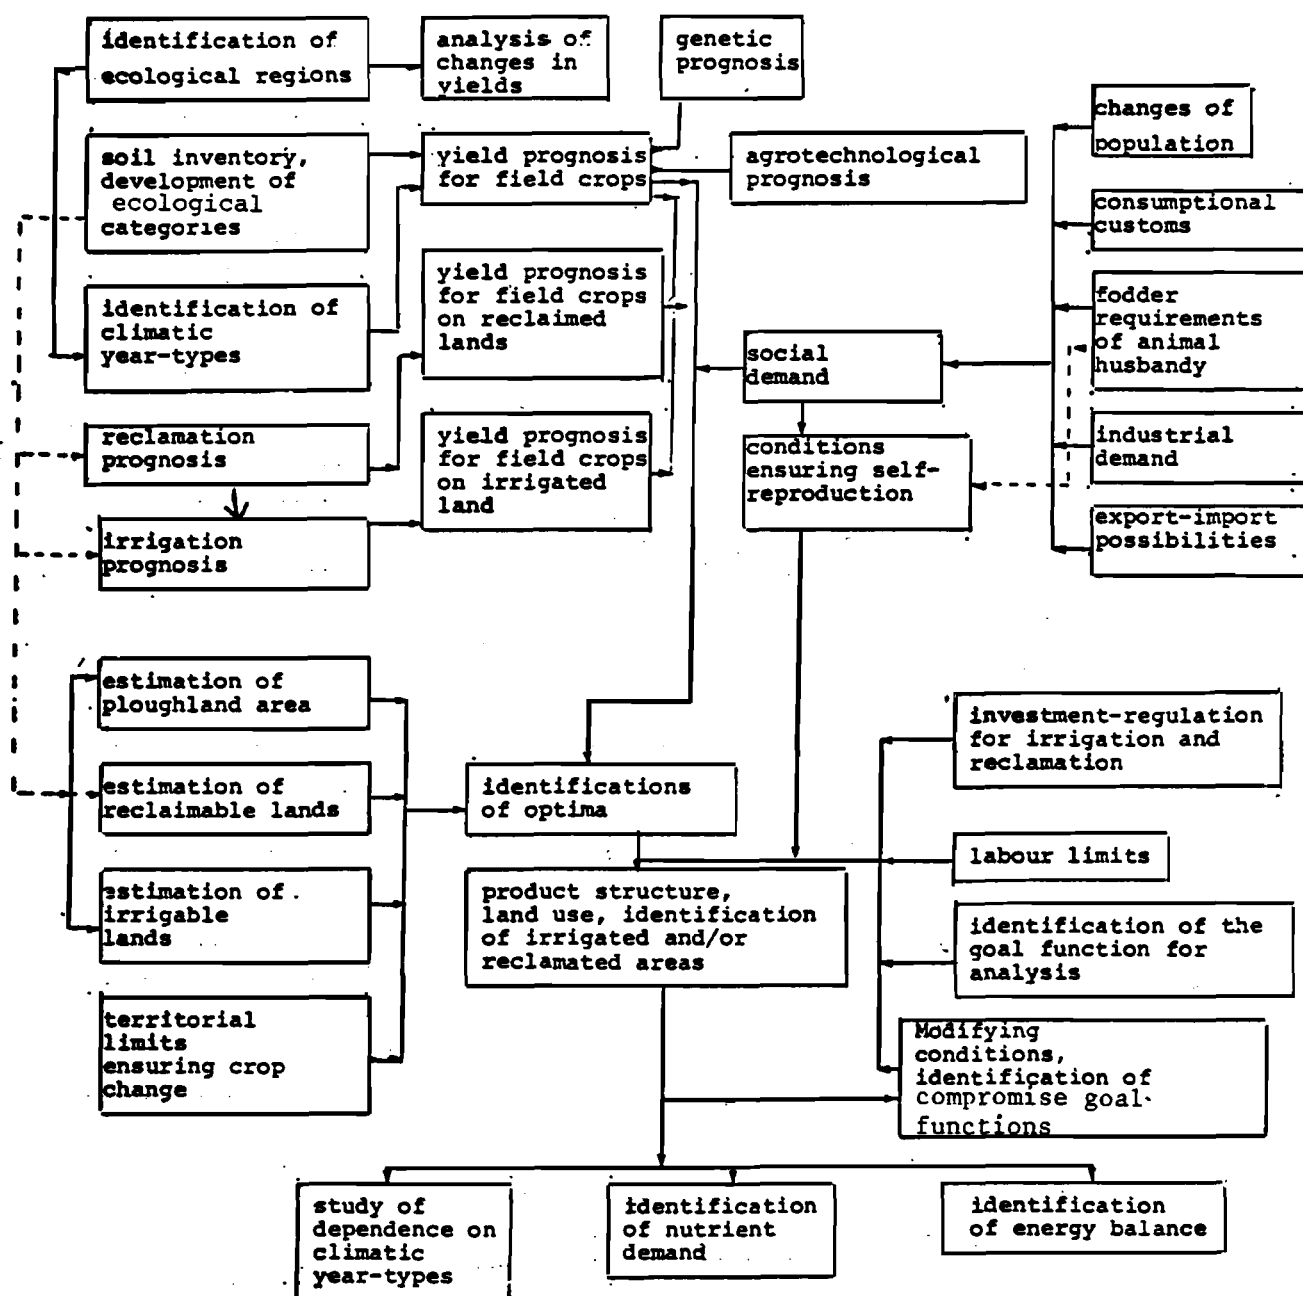 identification of
ecological regions
analysis of
changes in
yields
genetic
prognosis
changes of
population
soil inventory,
development of
ecological
categories
yield prognosis
for field crops
agrotechnological
prognosis
consumptional
customs
identification of
climatic
year-types
yield prognosis
for field crops
on reclaimed
lands
fodder
requirements
of animal
husbandy
social
demand
reclamation
prognosis
yield prognosis
for field crops
on irrigated
land
conditions
ensuring self-
reproduction
industrial
demand
irrigation
prognosis
export-import
possibilities
estimation of
ploughland area
investment-regulation
for irrigation and
reclamation
estimation of
reclaimable lands
identifications
of optima
labour limits
estimation of
irrigable
lands
product structure,
land use, identification
of irrigated and/or
reclamated areas
identification of the
goal function for
analysis
territorial
limits
ensuring crop
change
Modifying
conditions,
identification of
compromise goal-
functions
study of
dependence on
climatic
year-types
identification
of nutrient
demand
identification
of energy balance